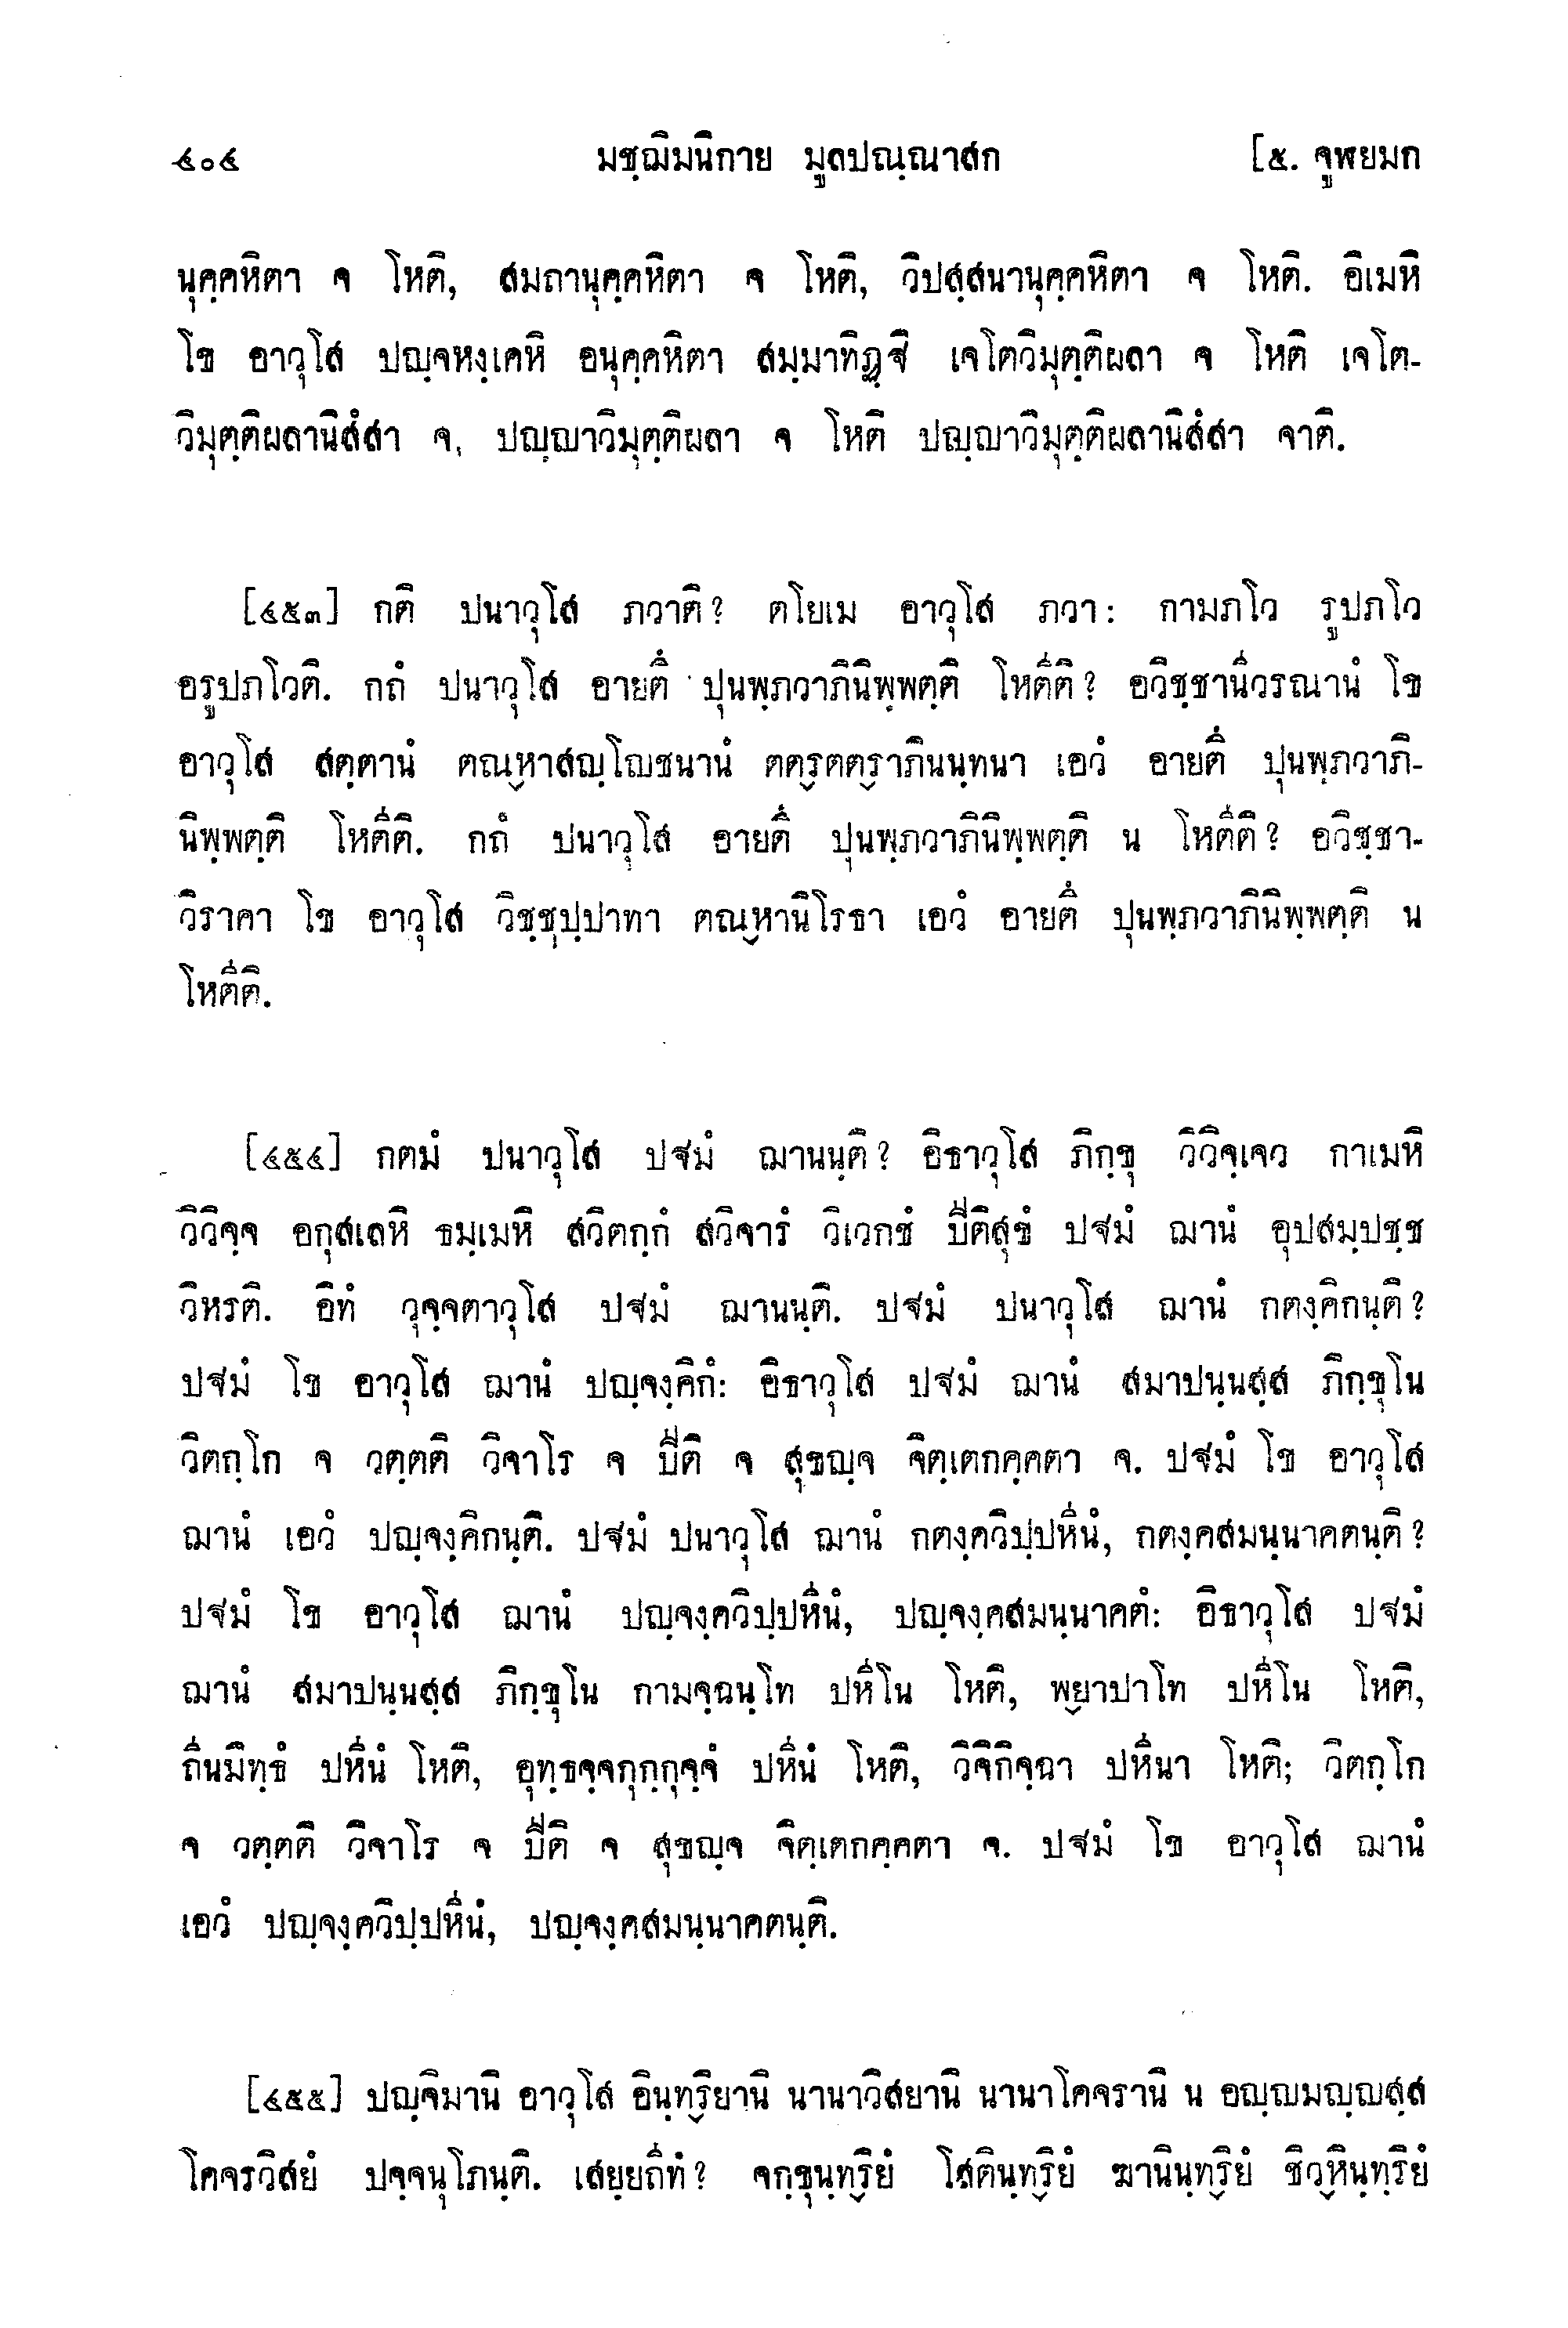 ๔๐๔ มชฺฌิมนิกาย มูลปณฺณาสก [๕. จูฬยมก
นุคฺคหิตา จ โหติ, สมถานุคฺคหิตา จ โหติ, วิปสฺสนานุคฺคหิตา จ โหติ. อิเมหิ
โข อาวุโส ปญฺจหงฺเคหิ อนุคฺคหิตา สมฺมาทิฏฺฐิ เจโตวิมุตฺติผลา จ โหติ เจโต-
วิมุตฺติผลานิสํสา จ, ปญฺญาวิมุตฺติผลา จ โหติ ปญฺญาวิมุตฺติผลานิสํสา จาติ.
[๔๕๓] กติ ปนาวุโส ภวาติ? ตโยเม อาวุโส ภวา: กามภโว รูปภโว
อรูปภโวติ. กถํ ปนาวุโส อายตึ ปุนพฺภวาภินิพฺพตฺติ โหตีติ? อวิชฺชานีวรณานํ โข
อาวุโส สตฺตานํ ตณฺหาสญฺโญชนานํ ตตฺรตตฺราภินนฺทนา เอวํ อายตึ ปุนพฺภวาภิ-
นิพฺพตฺติ โหตีติ. กถํ ปนาวุโส อายตึ ปุนพฺภวาภินิพฺพตฺติ น โหตีติ? อวิชฺชา-
วิราคา โข อาวุโส วิชฺชุปฺปาทา ตณฺหานิโรธา เอวํ อายตึ ปุนพฺภวาภินิพฺพตฺติ น
โหตีติ.
[๔๕๔] กตมํ ปนาวุโส ปฐมํ ฌานนฺติ? อิธาวุโส ภิกฺขุ วิวิจฺเจว กาเมหิ
วิวิจฺจ อกุสเลหิ ธมฺเมหิ สวิตกฺกํ สวิจารํ วิเวกชํ ปีติสุขํ ปฐมํ ฌานํ อุปสมฺปชฺช
วิหรติ. อิทํ วุจฺจตาวุโส ปฐมํ ฌานนฺติ. ปฐมํ ปนาวุโส ฌานํ กตงฺคิกนฺติ?
ปฐมํ โข อาวุโส ฌานํ ปญฺจงฺคิกํ: อิธาวุโส ปฐมํ ฌานํ สมาปนฺนสฺส ภิกฺขุโน
วิตกฺโก จ วตฺตติ วิจาโร จ ปีติ จ สุขญฺจ จิตฺเตกคฺคตา จ. ปฐมํ โข อาวุโส
ฌานํ เอวํ ปญฺจงฺคิกนฺติ. ปฐมํ ปนาวุโส ฌานํ กตงฺควิปฺปหีนํ, กตงฺคสมนฺนาคตนฺติ?
ปฐมํ โข อาวุโส ฌานํ ปญฺจงฺควิปฺปหีนํ, ปญฺจงฺคสมนฺนาคตํ: อิธาวุโส ปฐมํ
ฌานํ สมาปนฺนสฺส ภิกฺขุโน กามจฺฉนฺโท ปหีโน โหติ, พฺยาปาโท ปหีโน โหติ,
ถีนมิทฺธํ ปหีนํ โหติ, อุทฺธจฺจกุกฺกุจฺจํ ปหีนํ โหติ, วิจิกิจฺฉา ปหีนา โหติ; วิตกฺโก
จ วตฺตติ วิจาโร จ ปีติ จ สุขญฺจ จิตฺเตกคฺคตา จ. ปฐมํ โข อาวุโส ฌานํ
เอวํ ปญฺจงฺควิปฺปหีนํ, ปญฺจงฺคสมนฺนาคตนฺติ.
[๔๕๕] ปญฺจิมานิ อาวุโส อินฺทฺริยานิ นานาวิสยานิ นานาโคจรานิ น อญฺญมญฺญสฺส
โคจรวิสยํ ปจฺจนุโภนฺติ. เสยฺยถิทํ? จกฺขุนฺทฺริยํ โสตินฺทฺริยํ ฆานินฺทฺริยํ ชิวฺหินฺทฺริยํ